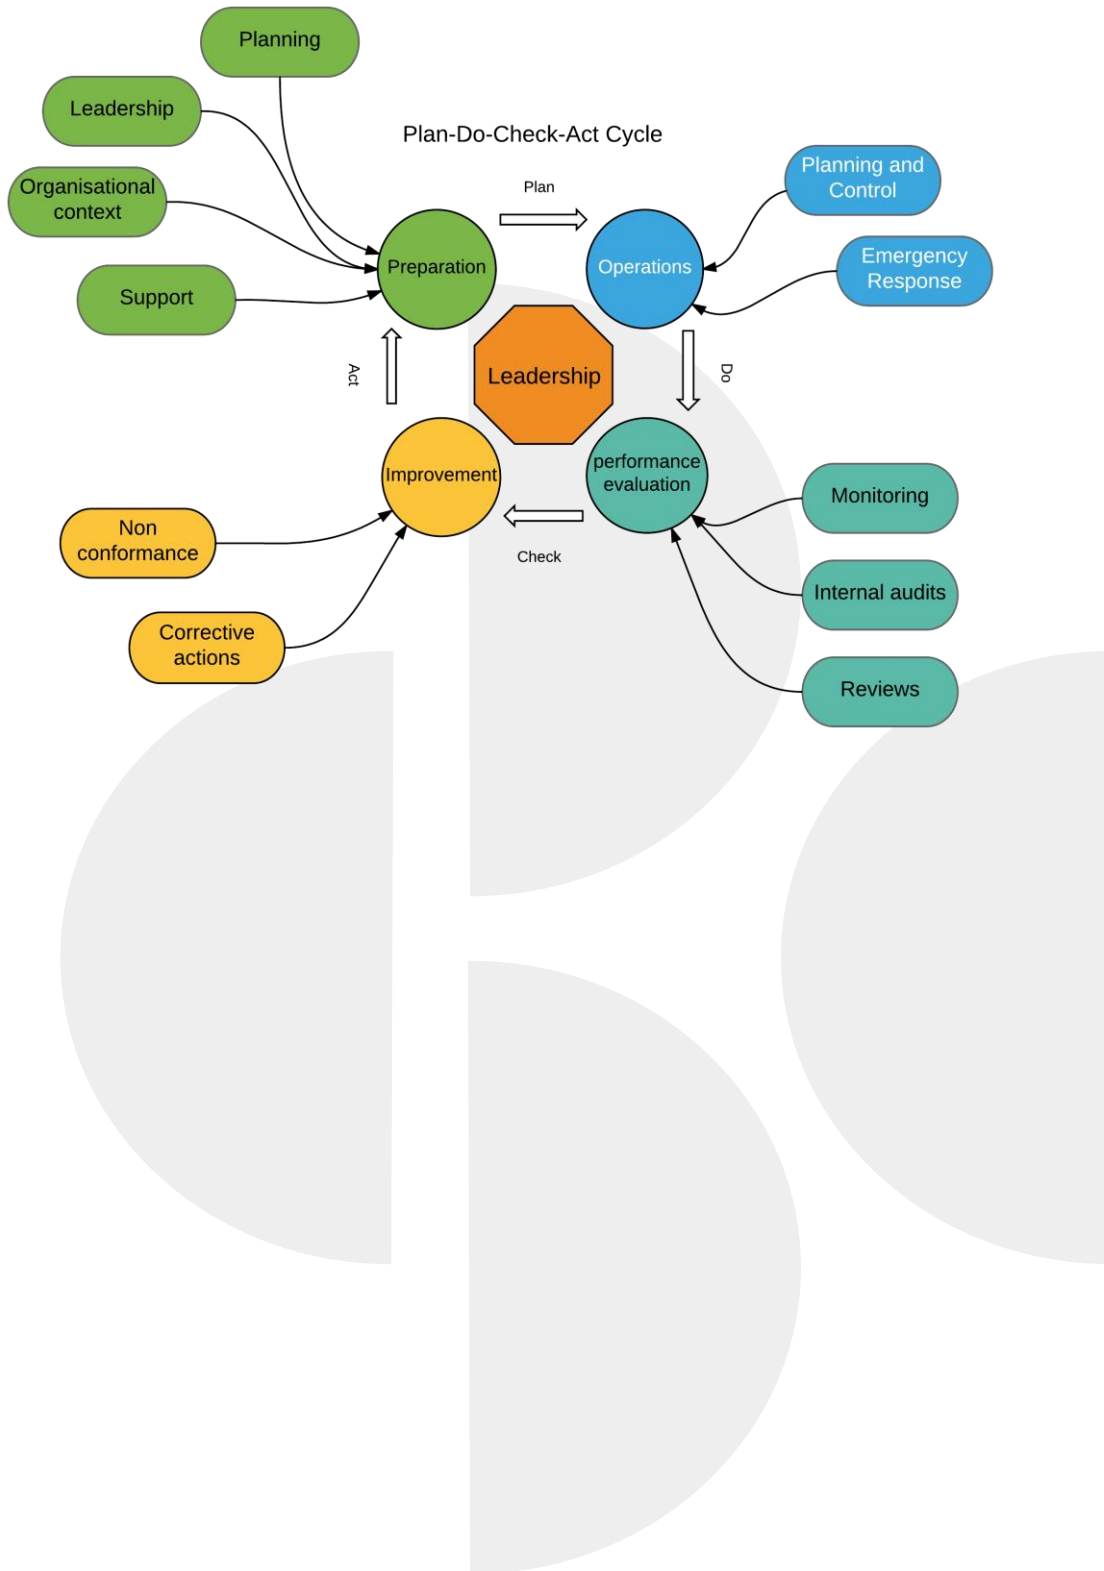 Planning
Leadership
Plan-Do-Check-Act Cycle
Organisational
context
Plan
Planning and
Control
Preparation
Operations
Emergency
Response
Support
Act
Leadership
Do
Improvement
performance
evaluation
Monitoring
Non
conformance
Check
Internal audits
Corrective
actions
Reviews